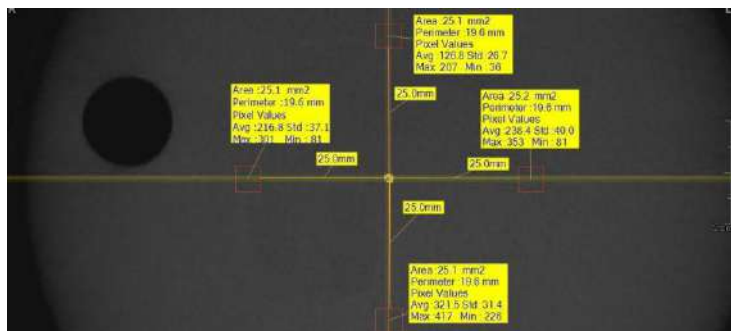 Area :25.1 mm2
Perimeter :19.6 mm
Pixel Values
Avg :126.8 Std :26.7
Max :207 Min : 36
25.0mm
Area :25.1 mm2
Perimeter :19.6 mm
Pixel Values
Avg :216.8 Std :37.1
Max :301 Min : 81
Area :25.2 mm2
Perimeter :19.6 mm
Pixel Values
Avg :238.4 Std :40.0
Max :353 Min : 81
25.0mm
25.0mm
25.0mm
Area :25.1 mm2
Perimeter :19.6 mm
Pixel Values
Avg :321.5 Std :31.4
Max :417 Min : 226